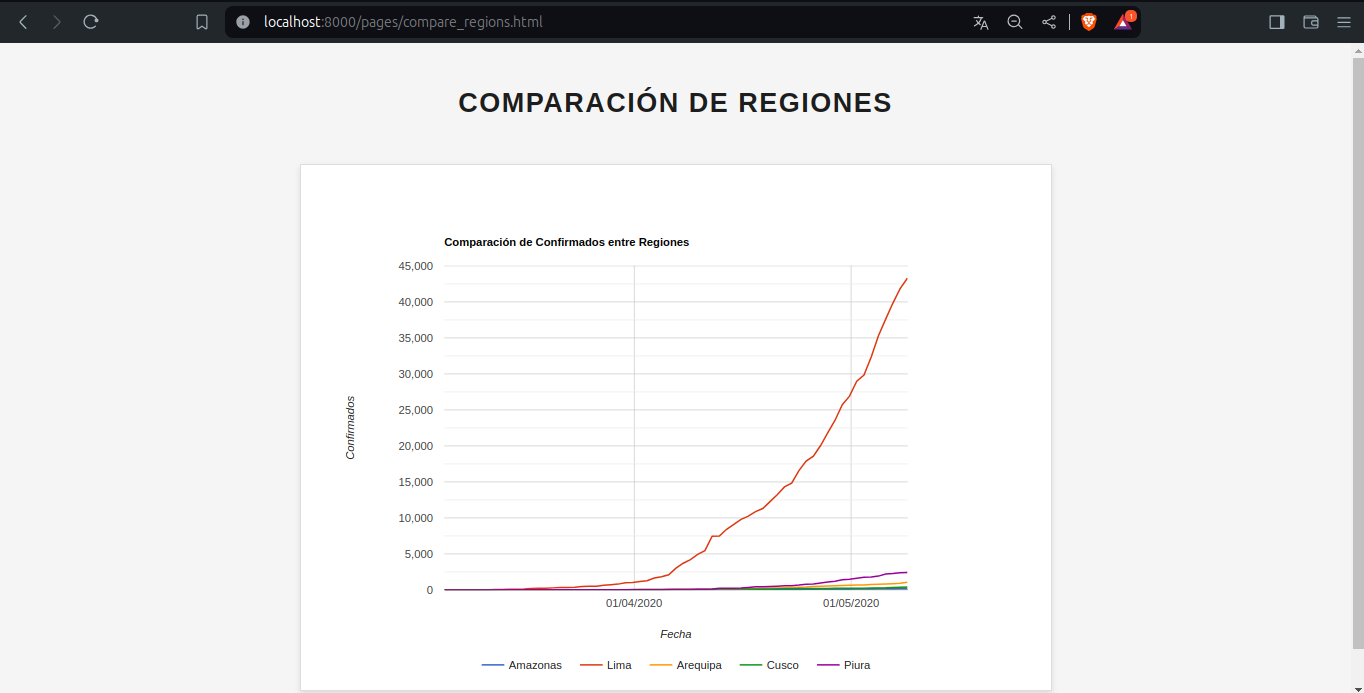 localhost:8000/pages/compare_regions.html
1
COMPARACIÓN DE REGIONES
Comparación de Confirmados entre Regiones
45,000
40,000
35,000
30,000
25,000
20,000
15,000
10,000
5,000
0
Confirmados
01/04/2020 01/05/2020
Fecha
Amazonas Lima Arequipa Cusco Piura